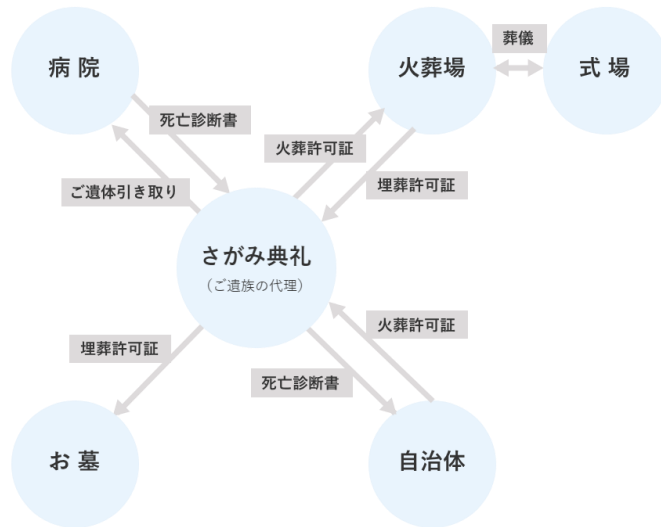 葬儀
病院
火葬場
式場
死亡診断書
火葬許可証
ご遺体引き取り
埋葬許可証
さがみ典礼
（ご遺族の代理）
火葬許可証
埋葬許可証
死亡診断書
お墓
自治体